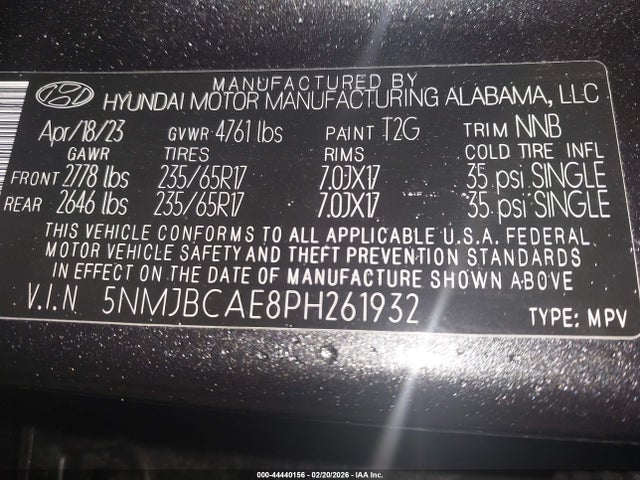 MANUFACTURED BY
HYUNDAI MOTOR MANUFACTURING ALABAMA, LLC
Apr/18/23 GVWR 4761 lbs PAINT T2G TRIM NNB
GAWR TIRES RIMS COLD TIRE INFL
FRONT 2778 lbs 235/65R17 7.0JX17 35 psi SINGLE
REAR 2646 lbs 235/65R17 7.0JX17 35 psi SINGLE
THIS VEHICLE CONFORMS TO ALL APPLICABLE U.S.A. FEDERAL
MOTOR VEHICLE SAFETY AND THEFT PREVENTION STANDARDS
IN EFFECT ON THE DATE OF MANUFACTURE SHOWN ABOVE
V.I.N 5NMJBCAE8PH261932 TYPE: MPV
000-44440156 - 02/20/2026 - IAA Inc.